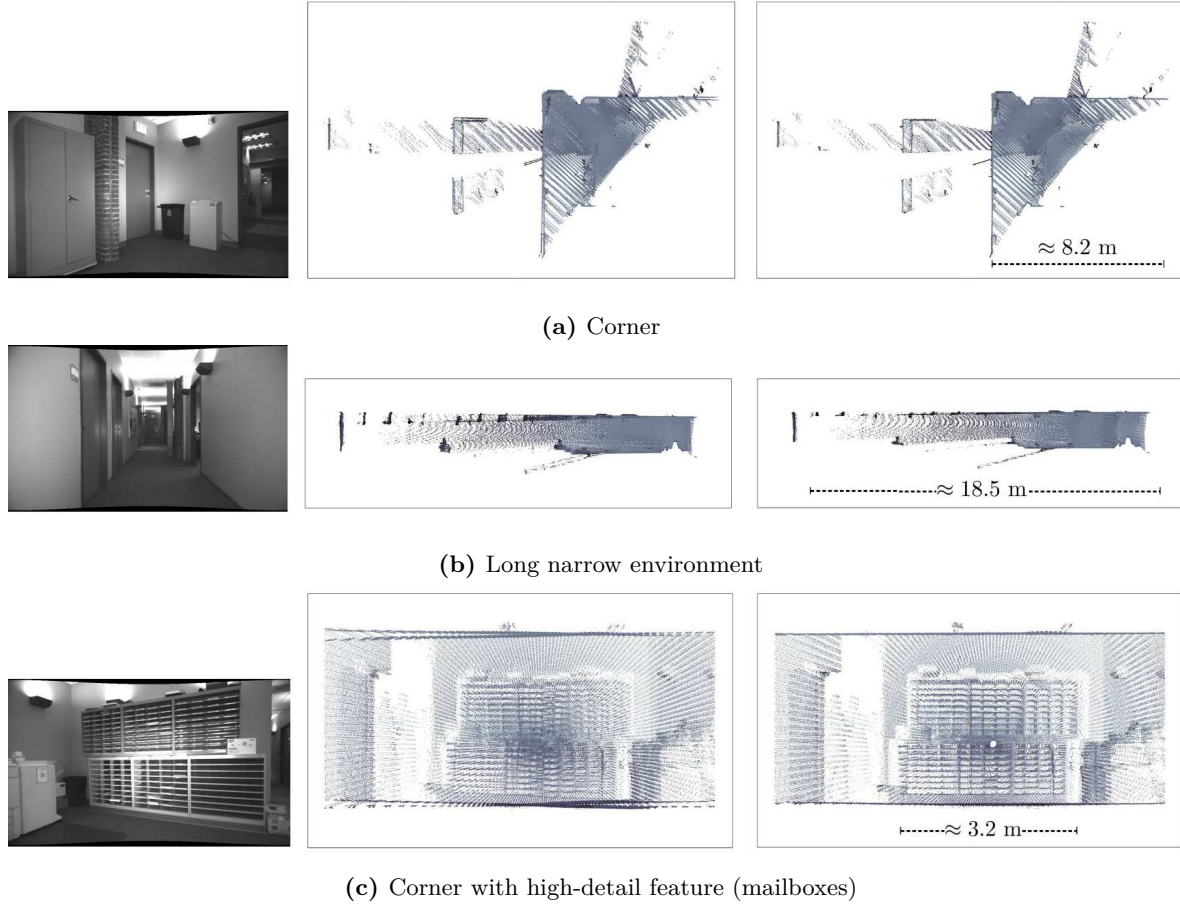 ≈ 8.2 m
(a) Corner
≈ 18.5 m
(b) Long narrow environment
≈ 3.2 m
(c) Corner with high-detail feature (mailboxes)